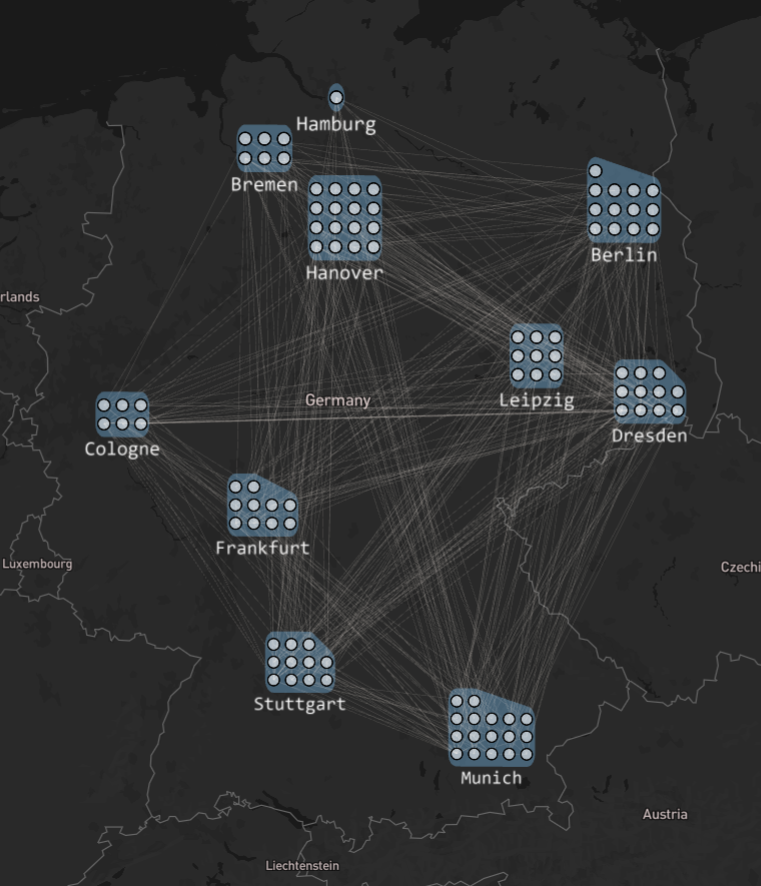 Hamburg
Bremen
Berlin
Hanover
rlands
Germany
Leipzig
Dresden
Cologne
Frankfurt
Luxembourg
Czechi
Stuttgart
Munich
Austria
Liechtenstein